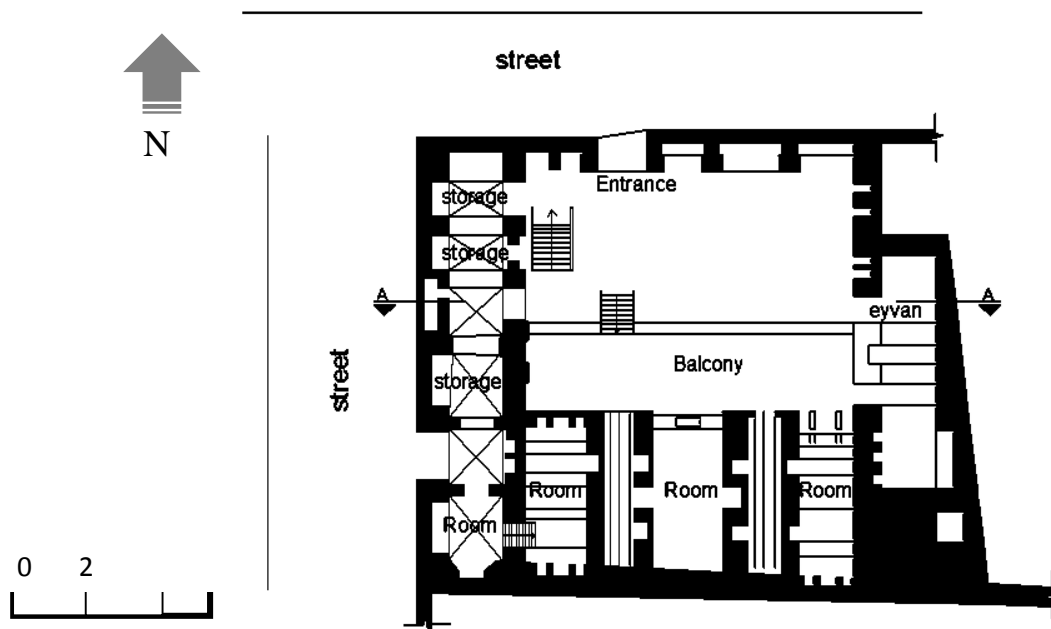 street
N
Entrance
storage
storage
A
A
eyvan
street
Balcony
storage
Room
Room
Room
Room
0 2